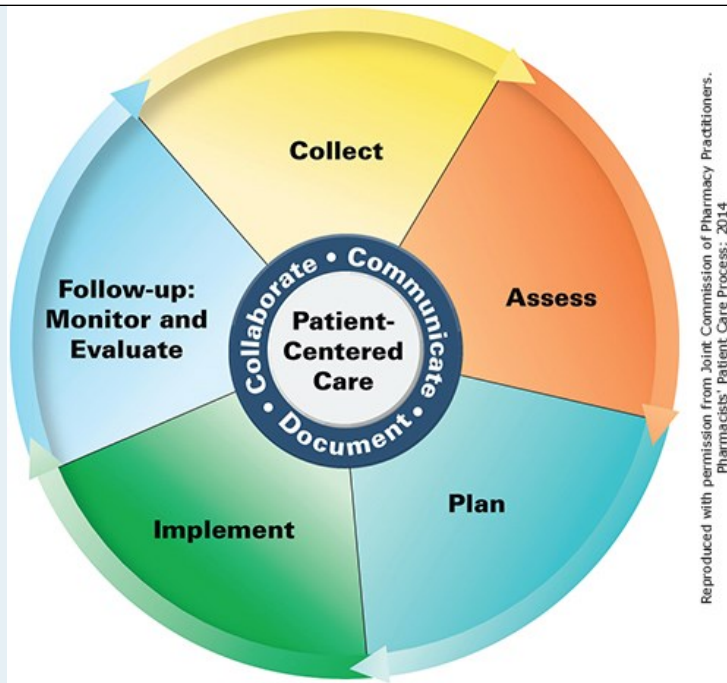 Collect
Assess
Plan
Implement
Follow-up:
Monitor and
Evaluate
Collaborate • Communicate • Document •
Patient-
Centered
Care
Reproduced with permission from Joint Commission of Pharmacy Practitioners.
Pharmacists' Patient Care Process; 2014